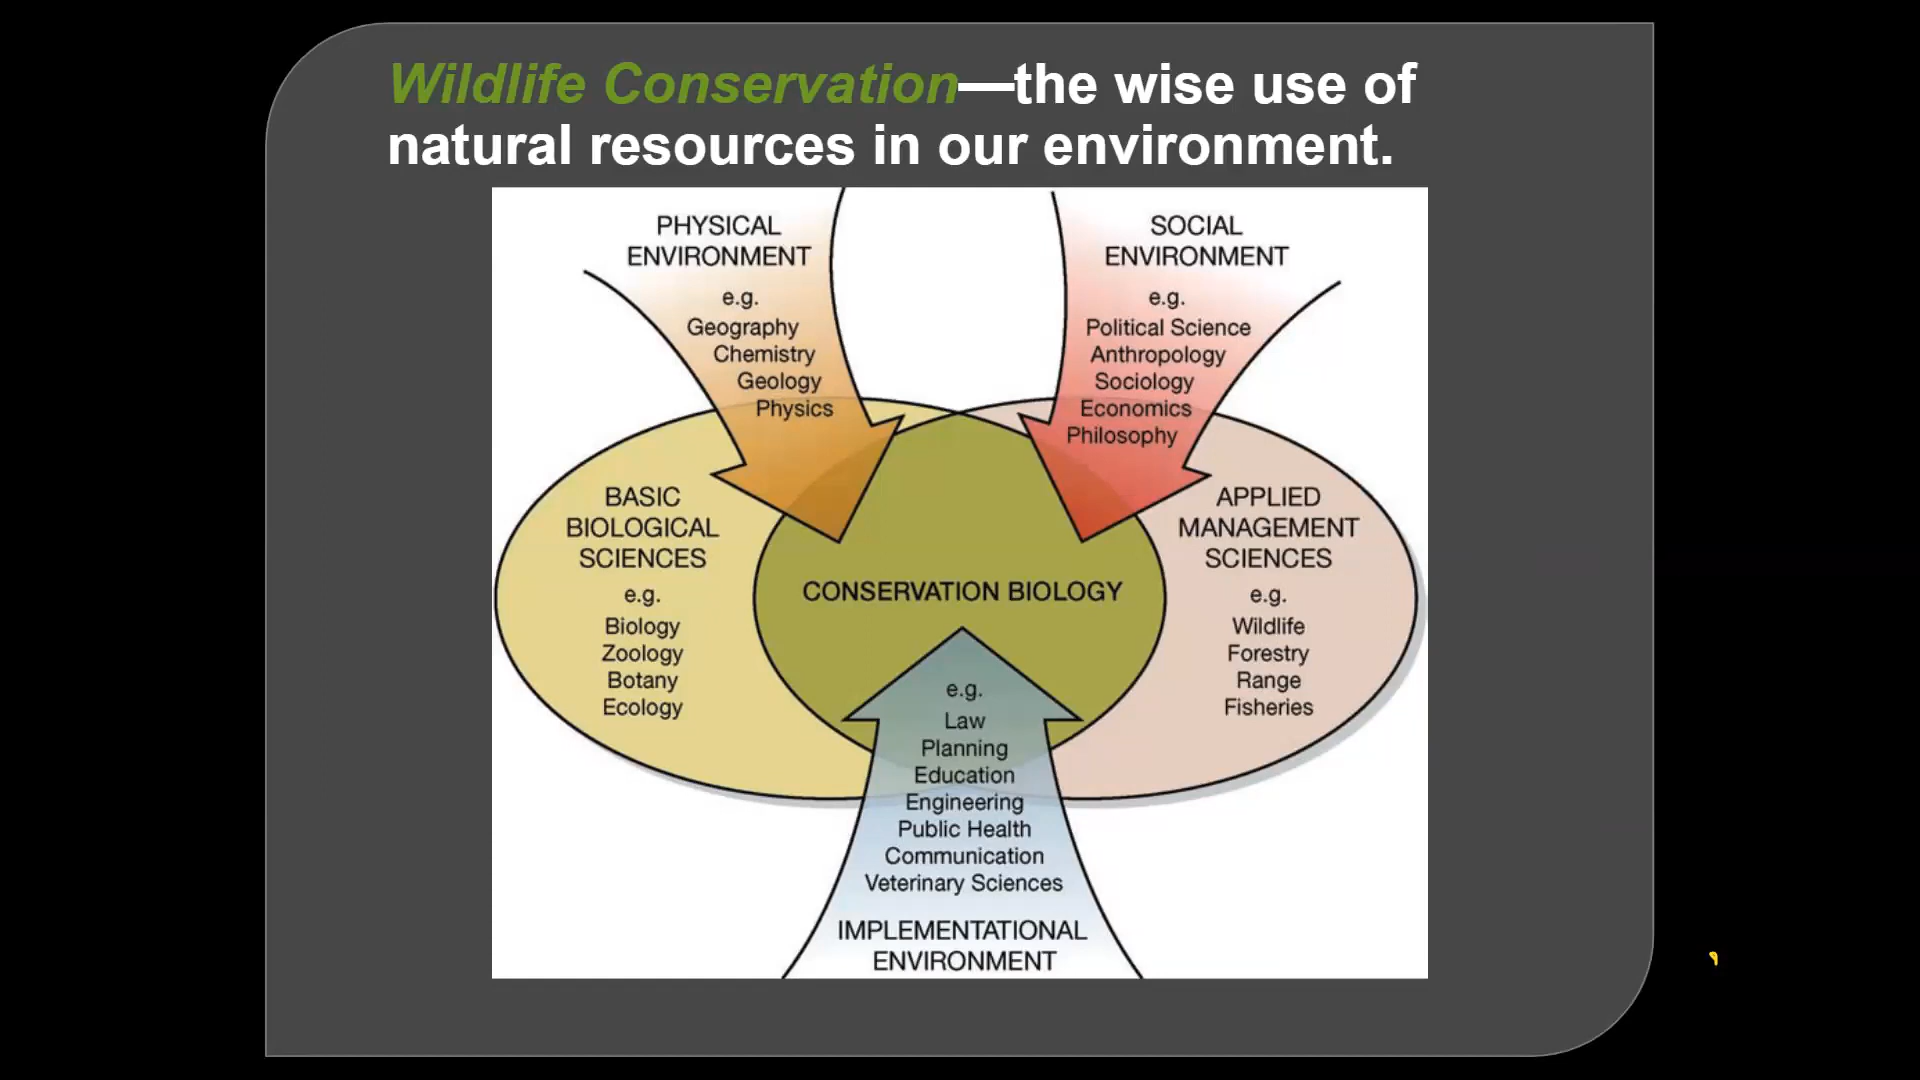 Wildlife Conservation—the wise use of
natural resources in our environment.
PHYSICAL
ENVIRONMENT
e.g.
Geography
Chemistry
Geology
Physics
SOCIAL
ENVIRONMENT
e.g.
Political Science
Anthropology
Sociology
Economics
Philosophy
BASIC
BIOLOGICAL
SCIENCES
e.g.
Biology
Zoology
Botany
Ecology
CONSERVATION BIOLOGY
APPLIED
MANAGEMENT
SCIENCES
e.g.
Wildlife
Forestry
Range
Fisheries
e.g.
Law
Planning
Education
Engineering
Public Health
Communication
Veterinary Sciences
IMPLEMENTATIONAL
ENVIRONMENT